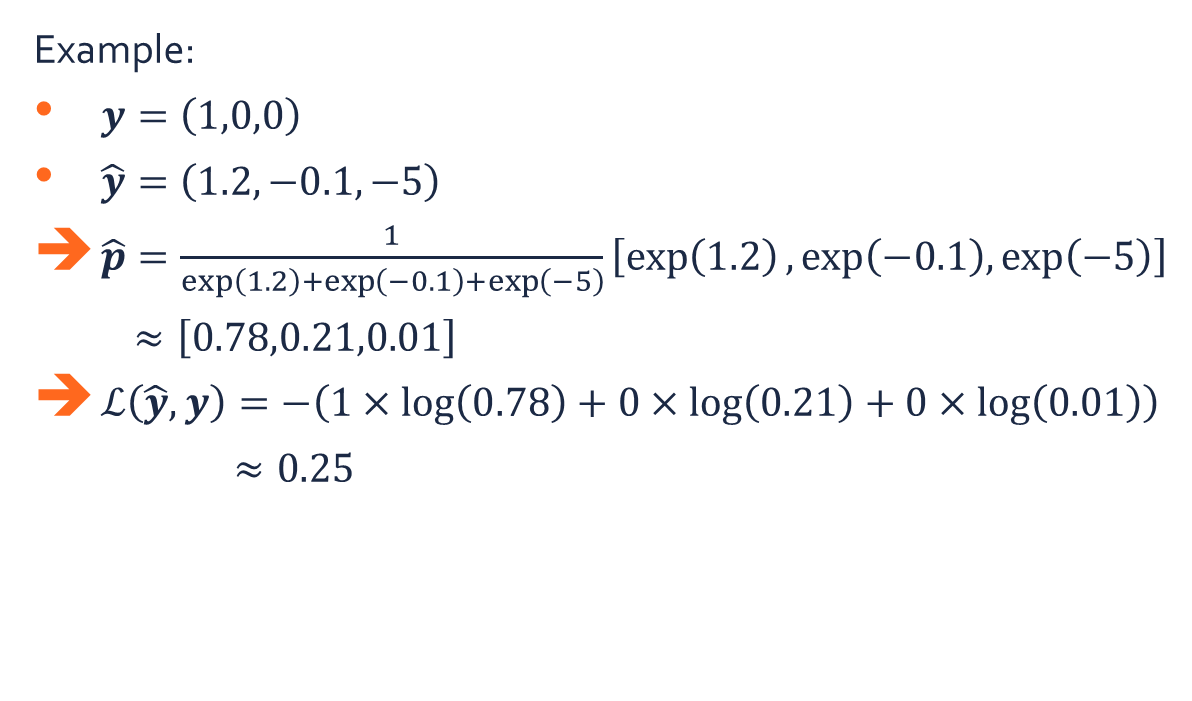 Example:
• y = (1,0,0)
• ŷ = (1.2, −0.1, −5)
➔ p̂ = 1 / exp(1.2)+exp(−0.1)+exp(−5) [exp(1.2) , exp(−0.1), exp(−5)]
≈ [0.78,0.21,0.01]
➔ ℒ(ŷ, y) = −(1 × log(0.78) + 0 × log(0.21) + 0 × log(0.01))
≈ 0.25